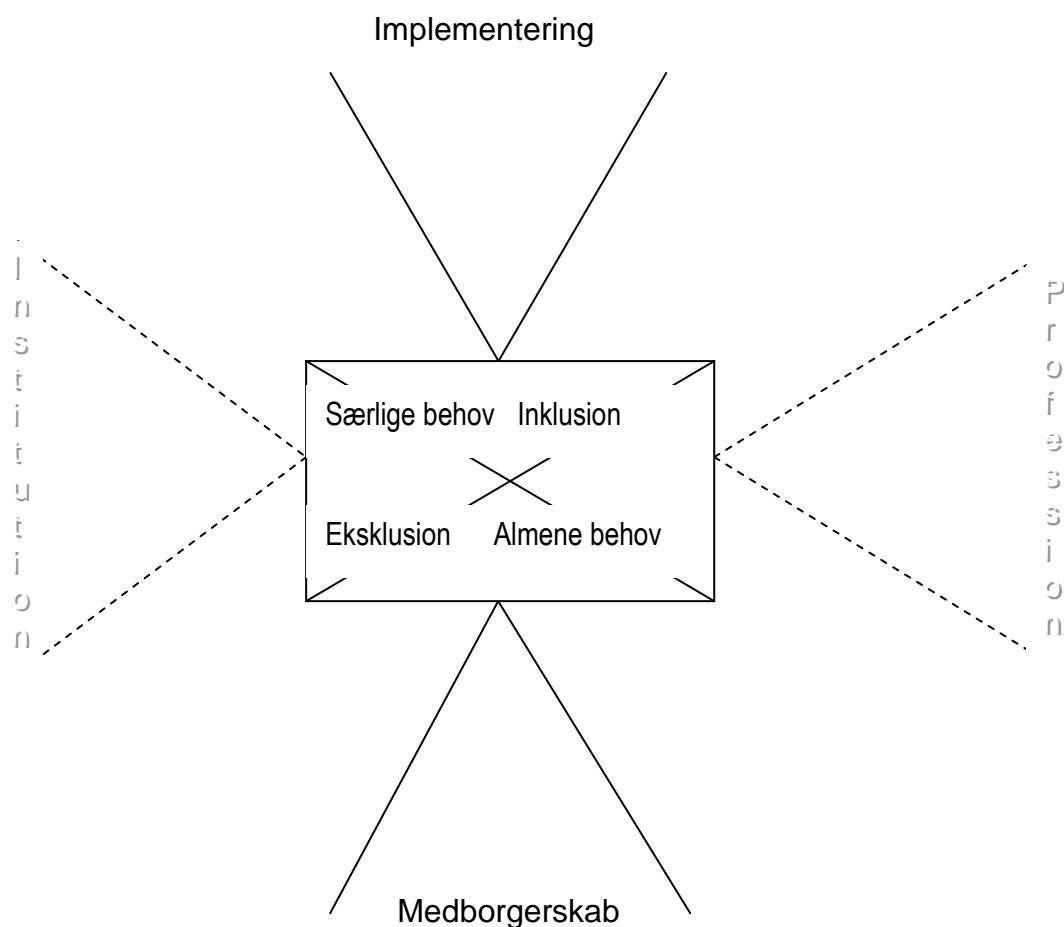 Implementering
Institution
Særlige behov Inklusion
Eksklusion Almene behov
Profession
Medborgerskab